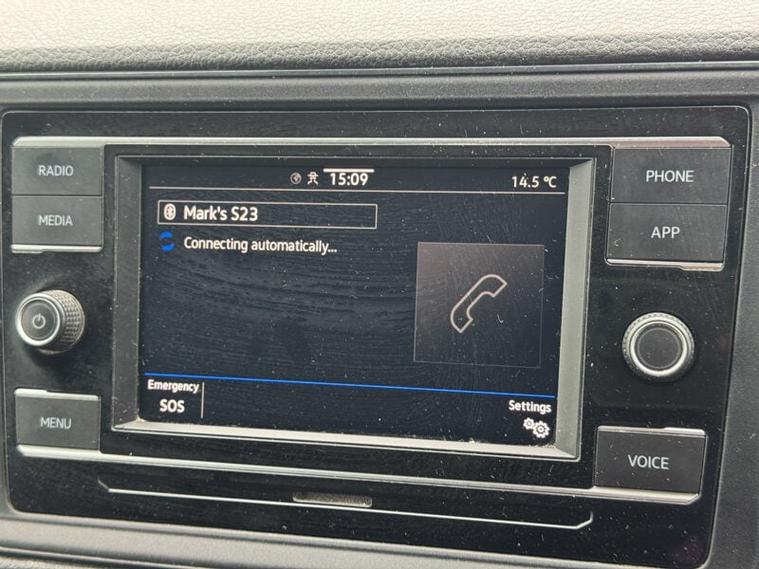 RADIO
MEDIA
MENU
15:09
14.5 °C
Mark's S23
Connecting automatically...
Emergency
SOS
Settings
PHONE
APP
VOICE